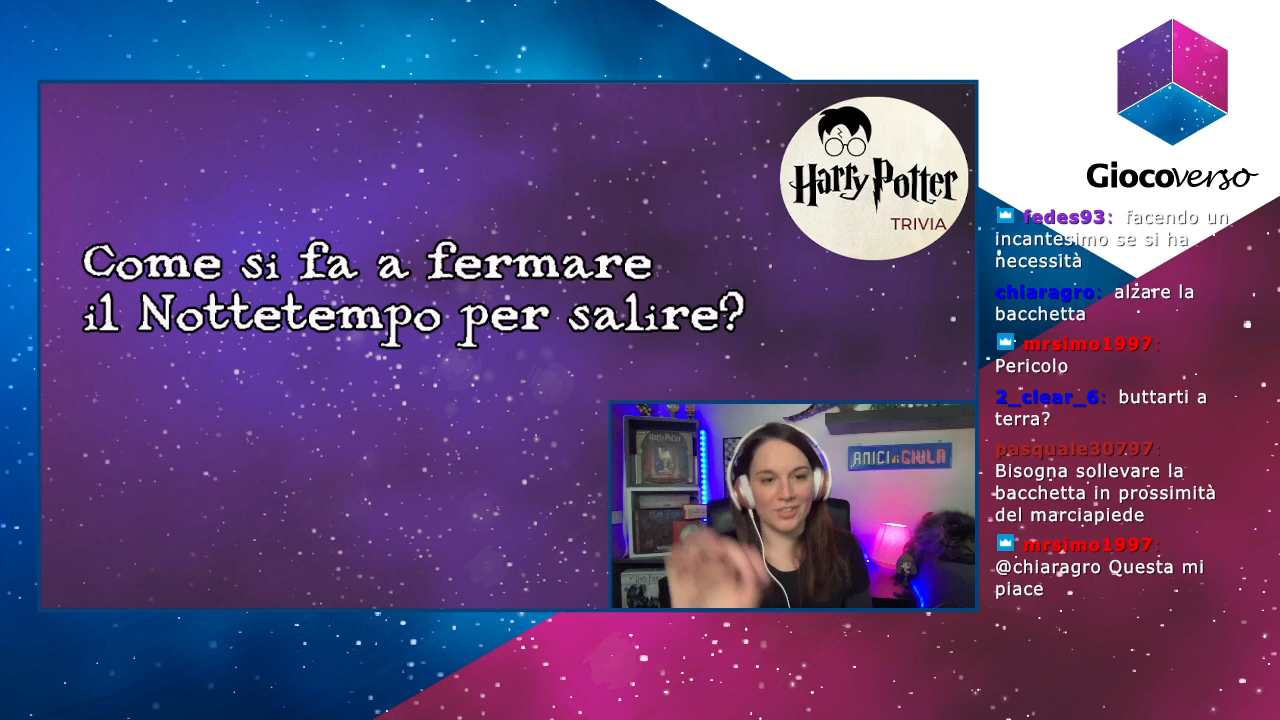 Harry Potter
TRIVIA
Come si fa a fermare
il Nottetempo per salire?
AMICI di GIULA
Giocoverso
fedes93: facendo un
incantesimo se si ha
necessità
chiaragro: alzare la
bacchetta
mrsimo1997:
Pericolo
2_clear_6: buttarti a
terra?
pasquale30797:
Bisogna sollevare la
bacchetta in prossimità
del marciapiede
mrsimo1997:
@chiaragro Questa mi
piace